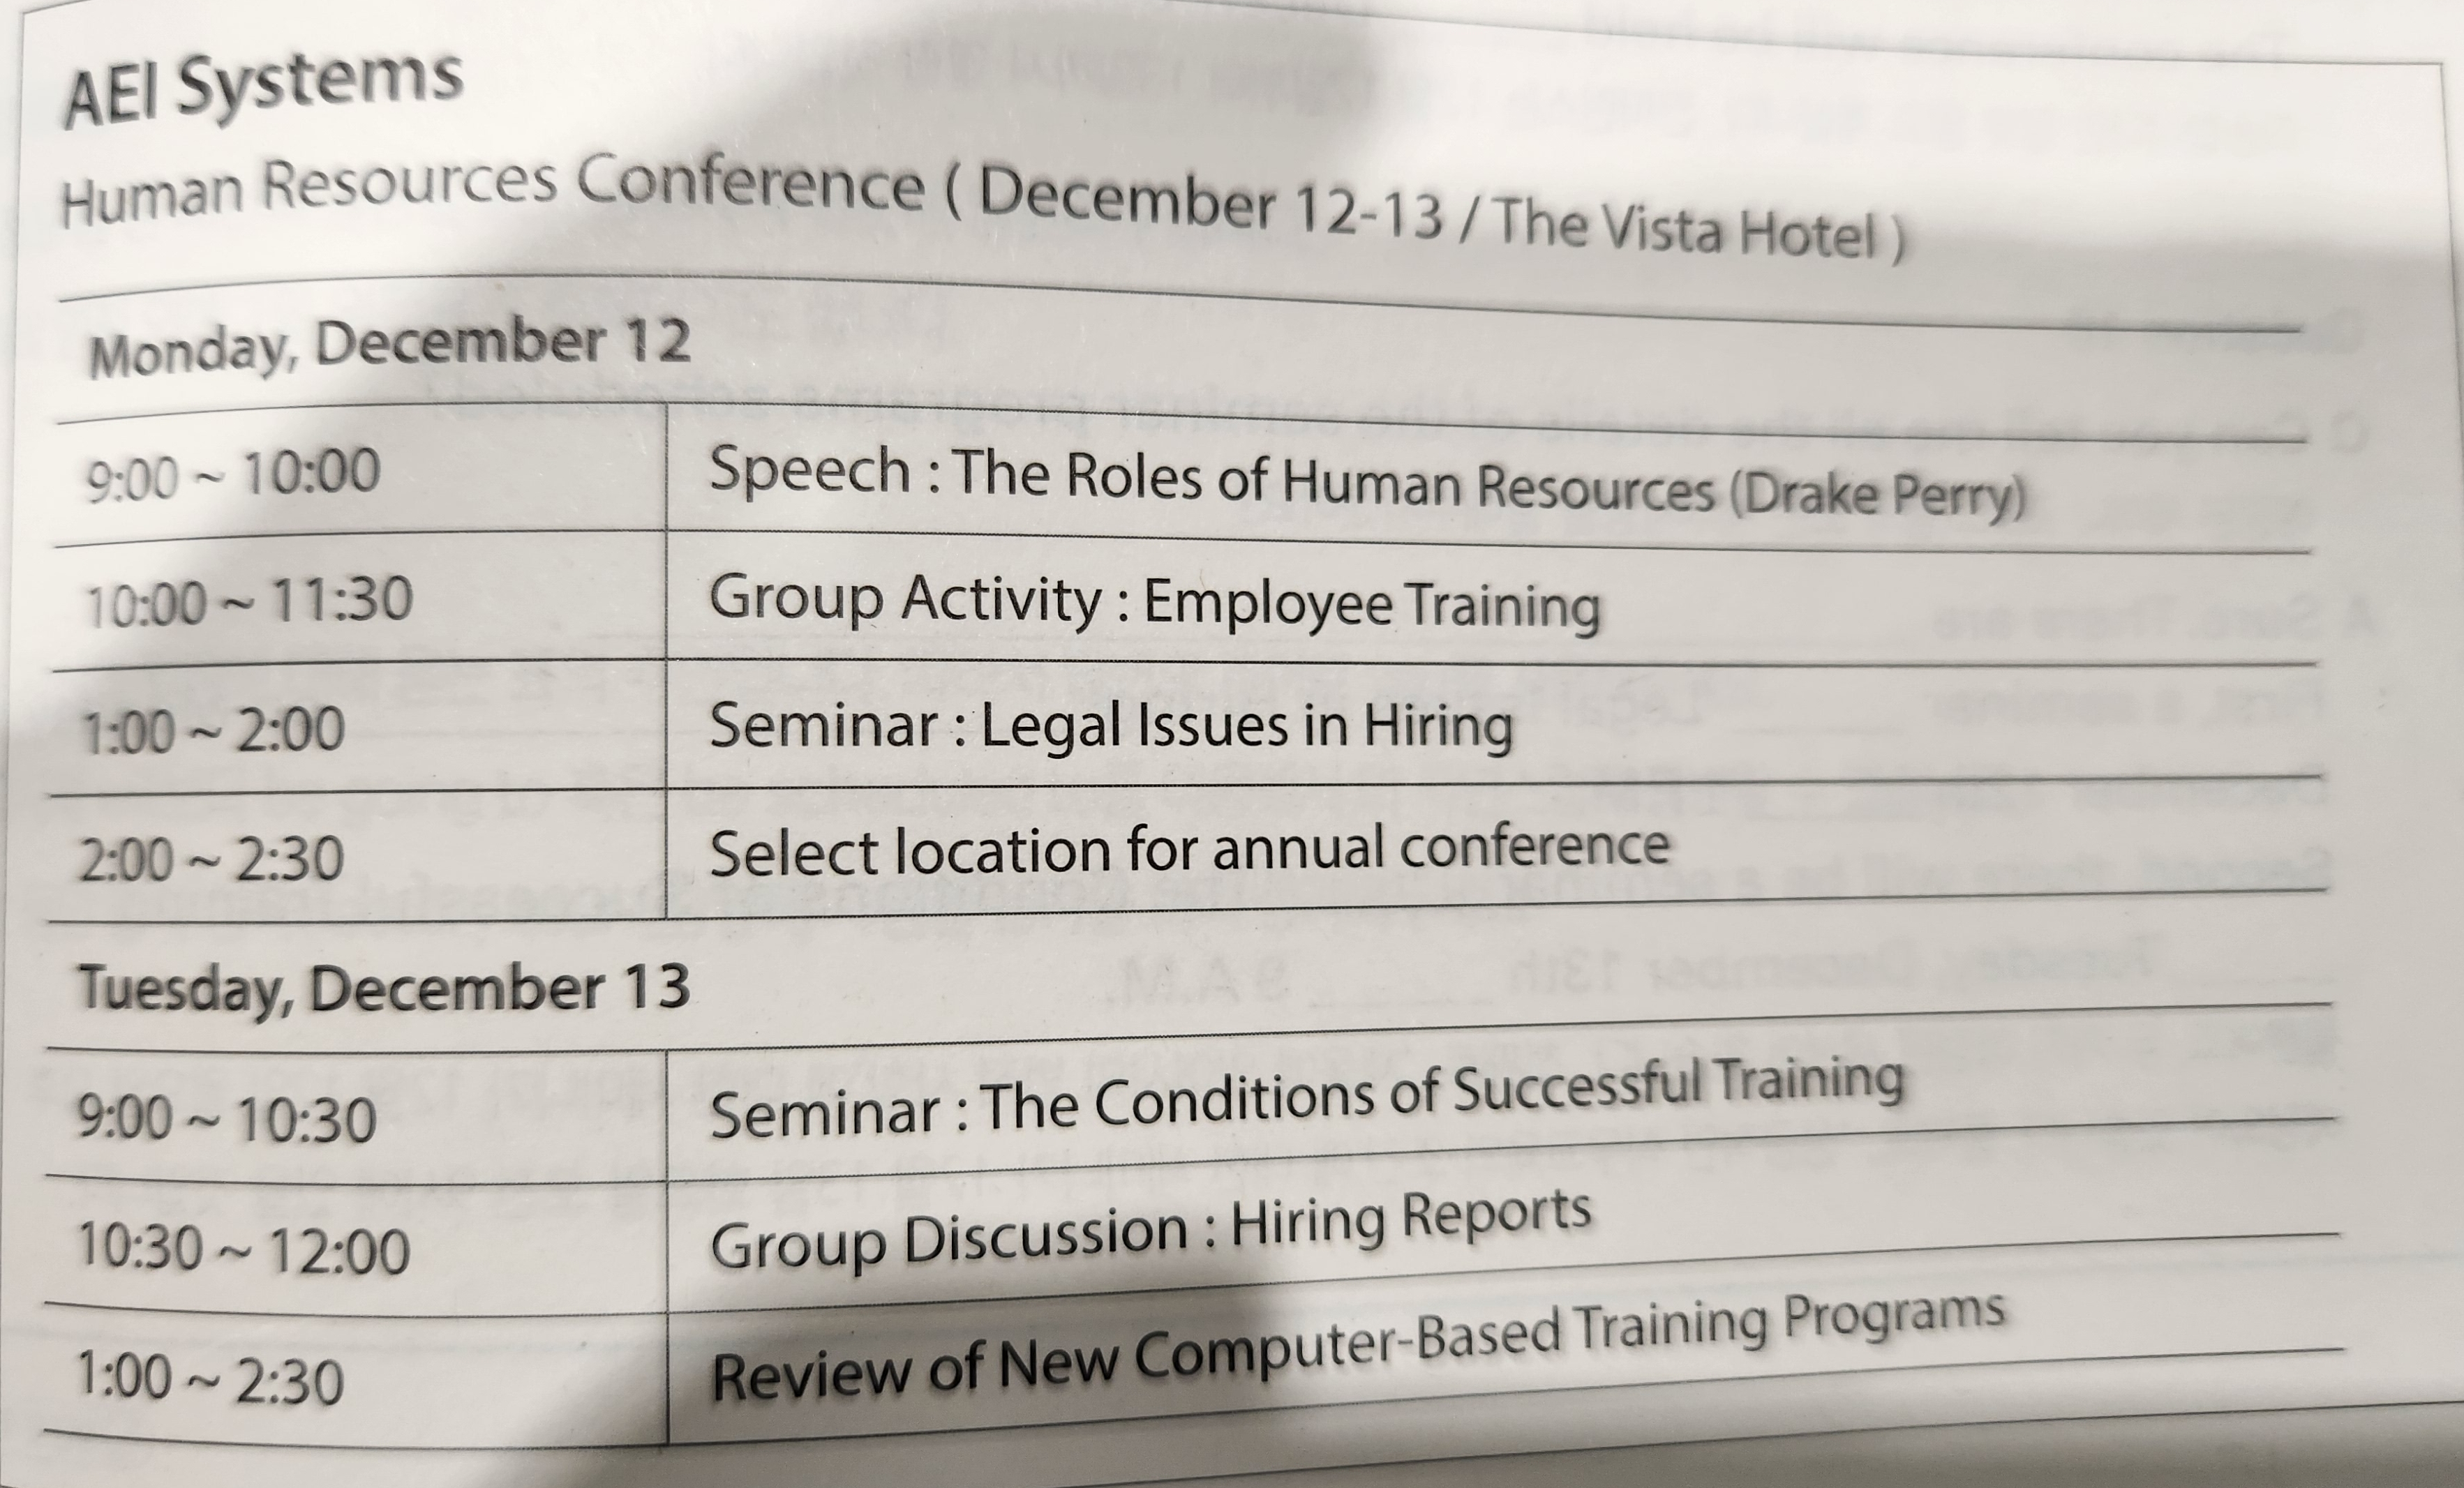 AEI Systems
Human Resources Conference ( December 12-13 / The Vista Hotel )
Monday, December 12
9:00 ~ 10:00 Speech : The Roles of Human Resources (Drake Perry)
10:00 ~ 11:30 Group Activity : Employee Training
1:00 ~ 2:00 Seminar : Legal Issues in Hiring
2:00 ~ 2:30 Select location for annual conference
Tuesday, December 13
9:00 ~ 10:30 Seminar : The Conditions of Successful Training
10:30 ~ 12:00 Group Discussion : Hiring Reports
1:00 ~ 2:30 Review of New Computer-Based Training Programs